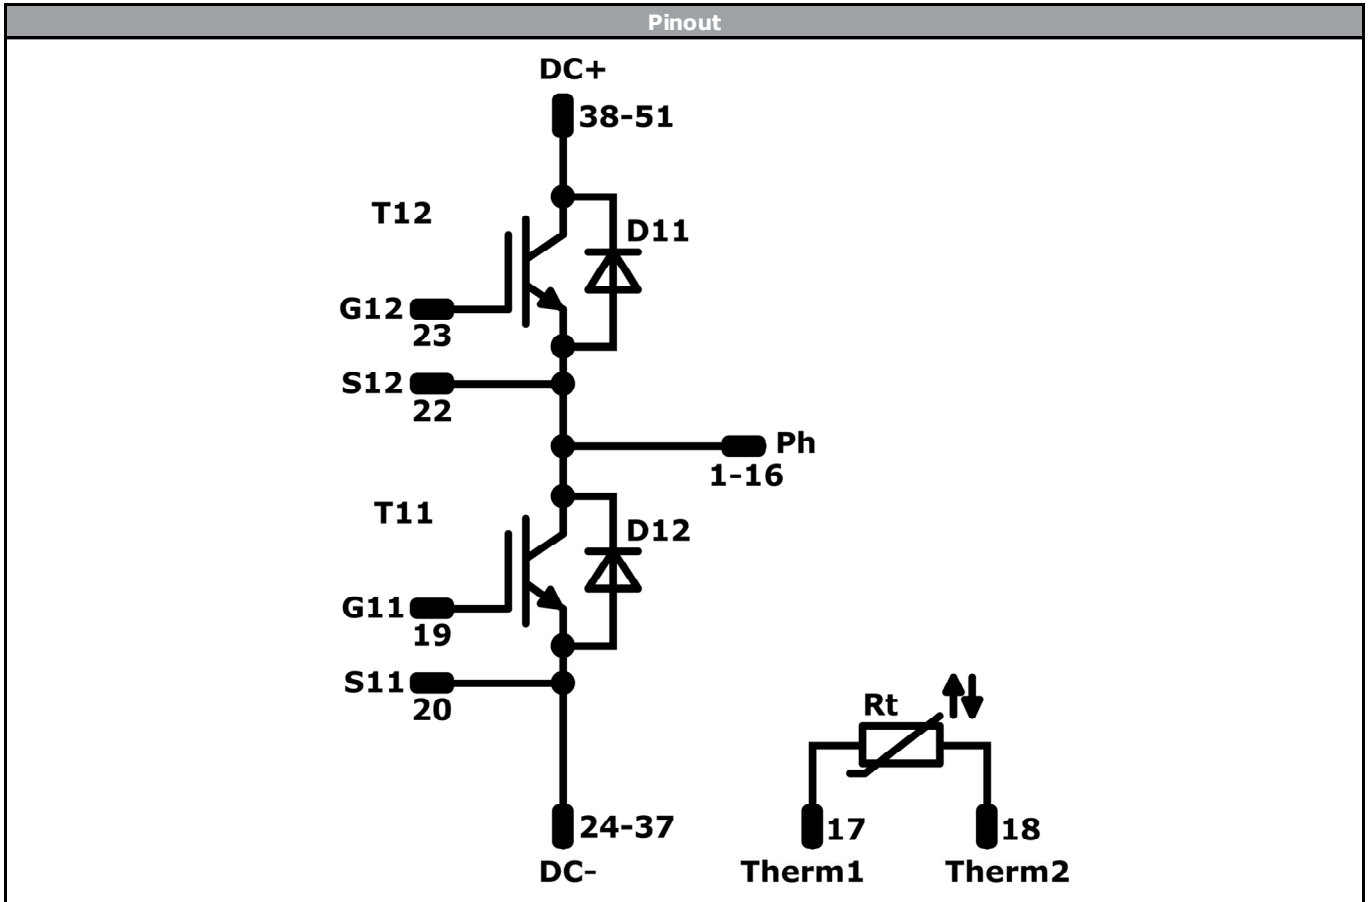 Pinout
DC+
38-51
T12
D11
G12
23
S12
22
Ph
1-16
T11
D12
G11
19
S11
20
Rt
24-37
DC-
17
18
Therm1
Therm2